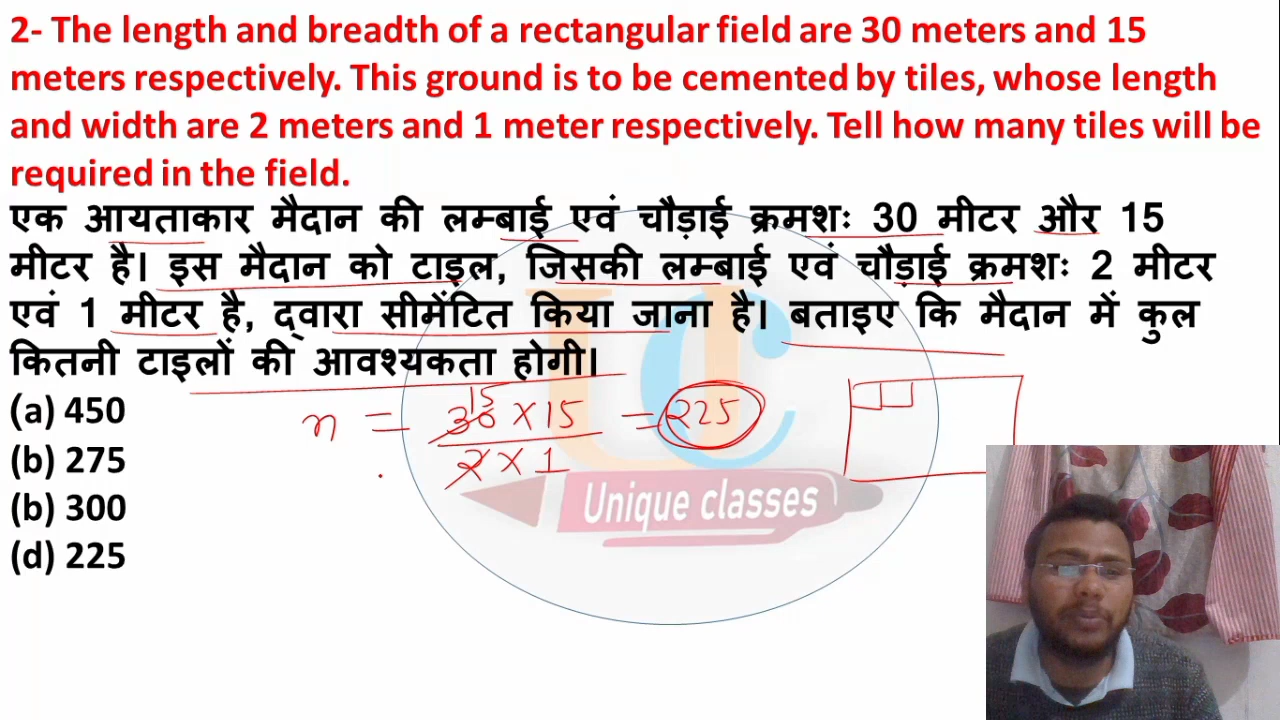 2- The length and breadth of a rectangular field are 30 meters and 15
meters respectively. This ground is to be cemented by tiles, whose length
and width are 2 meters and 1 meter respectively. Tell how many tiles will be
required in the field.
एक आयताकार मैदान की लम्बाई एवं चौड़ाई क्रमशः 30 मीटर और 15
मीटर है। इस मैदान को टाइल, जिसकी लम्बाई एवं चौड़ाई क्रमशः 2 मीटर
एवं 1 मीटर है, द्वारा सीमेंटित किया जाना है। बताइए कि मैदान में कुल
कितनी टाइलों की आवश्यकता होगी।
(a) 450
15
n = 30 × 15 = 225
2 × 1
(b) 275
(b) 300
(d) 225
UC
Unique classes